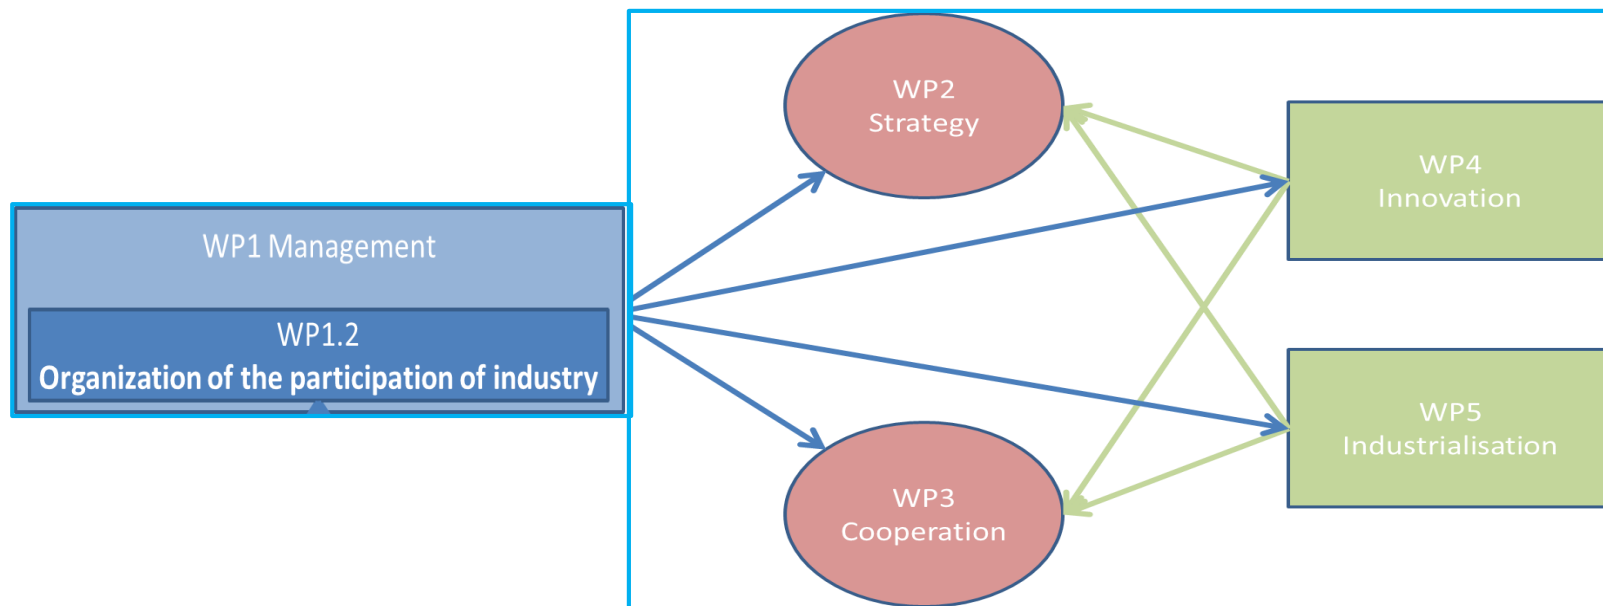 WP2
Strategy
WP4
Innovation
WP1 Management
WP1.2
Organization of the participation of industry
WP5
Industrialisation
WP3
Cooperation